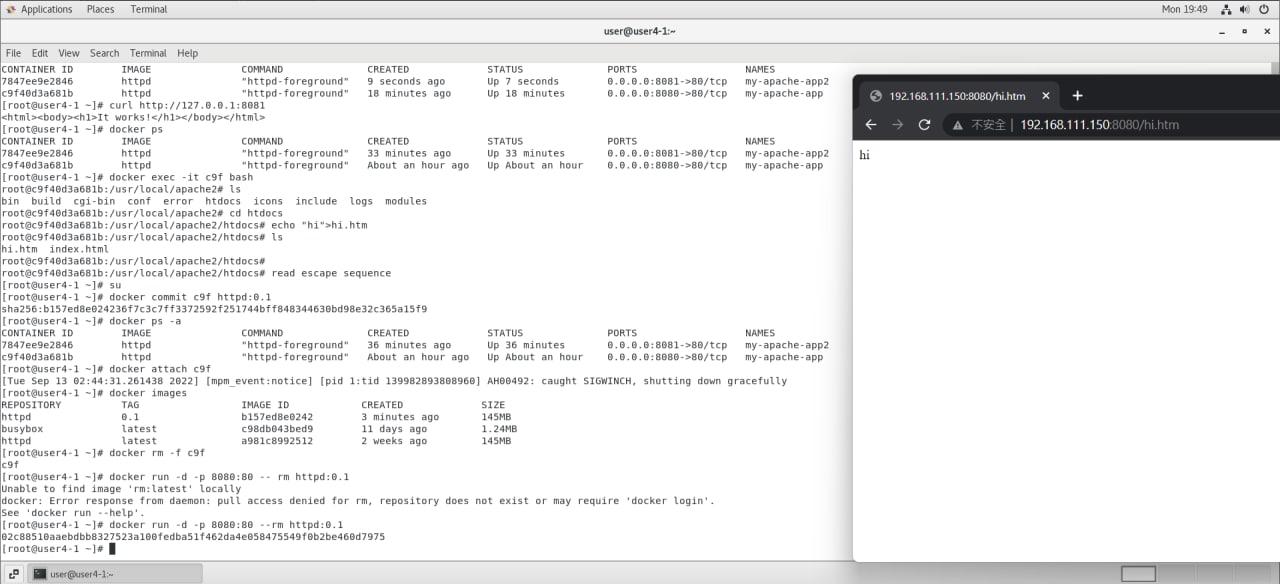 Applications Places Terminal Mon 19:49
user@user4-1:~
File Edit View Search Terminal Help
CONTAINER ID IMAGE COMMAND CREATED STATUS PORTS NAMES
7847ee9e2846 httpd "httpd-foreground" 9 seconds ago Up 7 seconds 0.0.0.0:8081->80/tcp my-apache-app2
c9f40d3a681b httpd "httpd-foreground" 18 minutes ago Up 18 minutes 0.0.0.0:8080->80/tcp my-apache-app
[root@user4-1 ~]# curl http://127.0.0.1:8081
<html><body><h1>It works!</h1></body></html>
[root@user4-1 ~]# docker ps
CONTAINER ID IMAGE COMMAND CREATED STATUS PORTS NAMES
7847ee9e2846 httpd "httpd-foreground" 33 minutes ago Up 33 minutes 0.0.0.0:8081->80/tcp my-apache-app2
c9f40d3a681b httpd "httpd-foreground" About an hour ago Up About an hour 0.0.0.0:8080->80/tcp my-apache-app
[root@user4-1 ~]# docker exec -it c9f bash
root@c9f40d3a681b:/usr/local/apache2# ls
bin build cgi-bin conf error htdocs icons include logs modules
root@c9f40d3a681b:/usr/local/apache2# cd htdocs
root@c9f40d3a681b:/usr/local/apache2/htdocs# echo "hi">hi.htm
root@c9f40d3a681b:/usr/local/apache2/htdocs# ls
hi.htm index.html
root@c9f40d3a681b:/usr/local/apache2/htdocs#
root@c9f40d3a681b:/usr/local/apache2/htdocs# read escape sequence
[root@user4-1 ~]# su
[root@user4-1 ~]# docker commit c9f httpd:0.1
sha256:b157ed8e024236f7c3c7ff3372592f251744bff848344630bd98e32c365a15f9
[root@user4-1 ~]# docker ps -a
CONTAINER ID IMAGE COMMAND CREATED STATUS PORTS NAMES
7847ee9e2846 httpd "httpd-foreground" 36 minutes ago Up 36 minutes 0.0.0.0:8081->80/tcp my-apache-app2
c9f40d3a681b httpd "httpd-foreground" About an hour ago Up About an hour 0.0.0.0:8080->80/tcp my-apache-app
[root@user4-1 ~]# docker attach c9f
[Tue Sep 13 02:44:31.261438 2022] [mpm_event:notice] [pid 1:tid 139982893808960] AH00492: caught SIGWINCH, shutting down gracefully
[root@user4-1 ~]# docker images
REPOSITORY TAG IMAGE ID CREATED SIZE
httpd 0.1 b157ed8e0242 3 minutes ago 145MB
busybox latest c98db043bed9 11 days ago 1.24MB
httpd latest a981c8992512 2 weeks ago 145MB
[root@user4-1 ~]# docker rm -f c9f
c9f
[root@user4-1 ~]# docker run -d -p 8080:80 -- rm httpd:0.1
Unable to find image 'rm:latest' locally
docker: Error response from daemon: pull access denied for rm, repository does not exist or may require 'docker login'.
See 'docker run --help'.
[root@user4-1 ~]# docker run -d -p 8080:80 --rm httpd:0.1
02c88510aaebdbb8327523a100fedba51f462da4e058475549f0b2be460d7975
[root@user4-1 ~]#
user@user4-1:~
192.168.111.150:8080/hi.htm
不安全 192.168.111.150:8080/hi.htm
hi